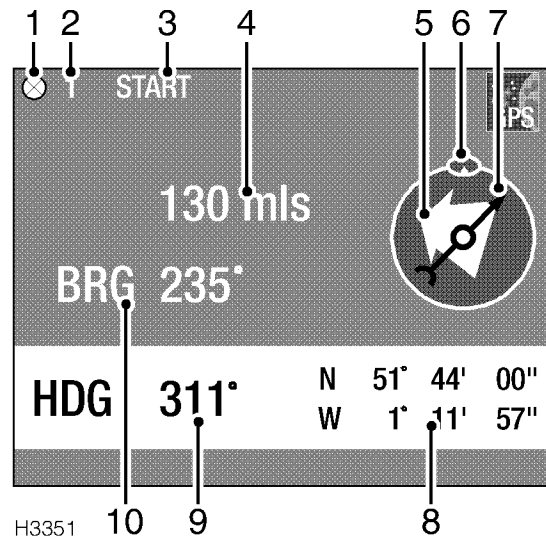 1 2 3 4 5 6 7
1 START
GPS
130 mls
BRG 235°
HDG 311°
N 51° 44' 00"
W 1° 11' 57"
H3351
10 9 8